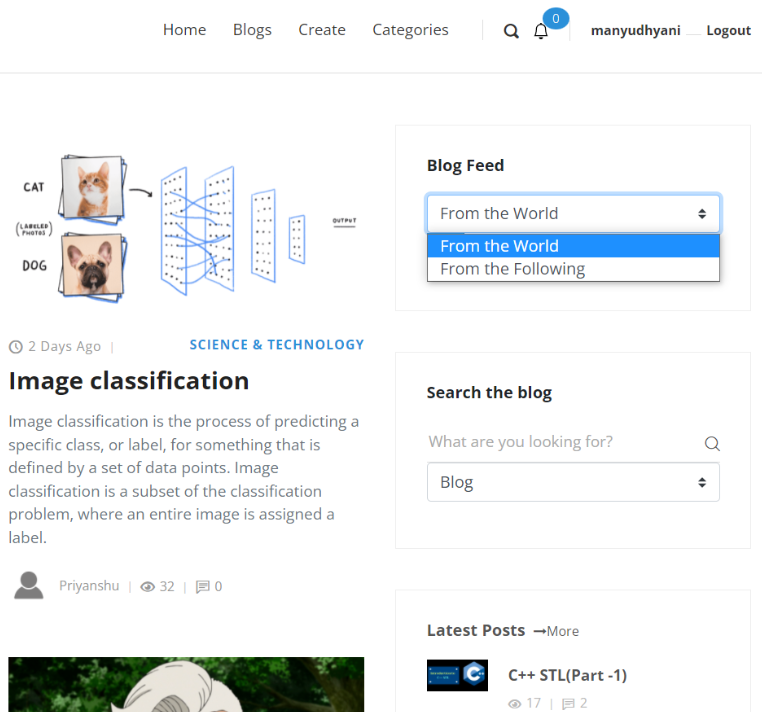 Home Blogs Create Categories 0 manyudhyani Logout
CAT
(LABELED
PHOTOS)
DOG
OUTPUT
2 Days Ago | SCIENCE & TECHNOLOGY
Image classification
Image classification is the process of predicting a
specific class, or label, for something that is
defined by a set of data points. Image
classification is a subset of the classification
problem, where an entire image is assigned a
label.
Priyanshu | 32 | 0
Blog Feed
From the World
From the World
From the Following
Search the blog
What are you looking for?
Blog
Latest Posts →More
C++ STL(Part -1)
17 | 2